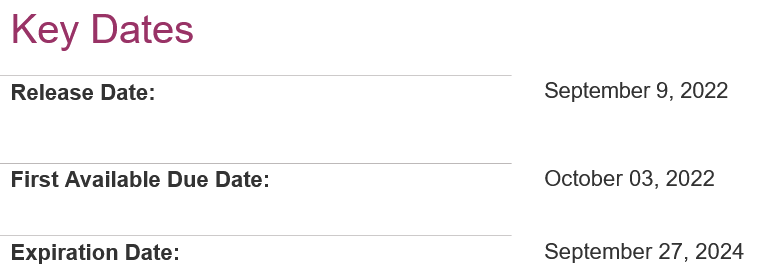 Key Dates
Release Date: September 9, 2022
First Available Due Date: October 03, 2022
Expiration Date: September 27, 2024